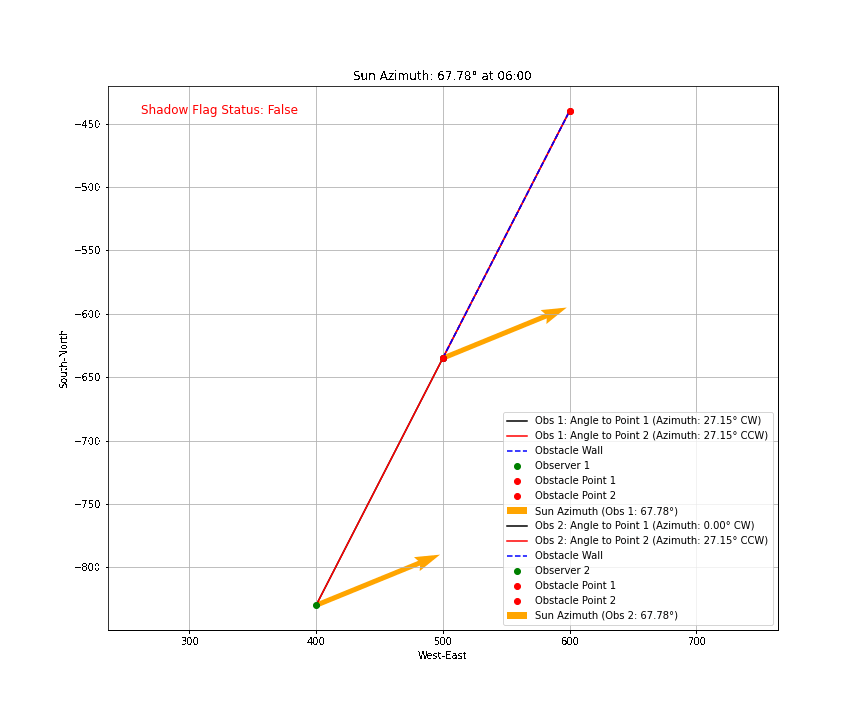 Sun Azimuth: 67.78° at 06:00
Shadow Flag Status: False
−450
−500
−550
−600
−650
−700
−750
−800
South-North
300
400
500
600
700
West-East
Obs 1: Angle to Point 1 (Azimuth: 27.15° CW)
Obs 1: Angle to Point 2 (Azimuth: 27.15° CCW)
Obstacle Wall
Observer 1
Obstacle Point 1
Obstacle Point 2
Sun Azimuth (Obs 1: 67.78°)
Obs 2: Angle to Point 1 (Azimuth: 0.00° CW)
Obs 2: Angle to Point 2 (Azimuth: 27.15° CCW)
Obstacle Wall
Observer 2
Obstacle Point 1
Obstacle Point 2
Sun Azimuth (Obs 2: 67.78°)